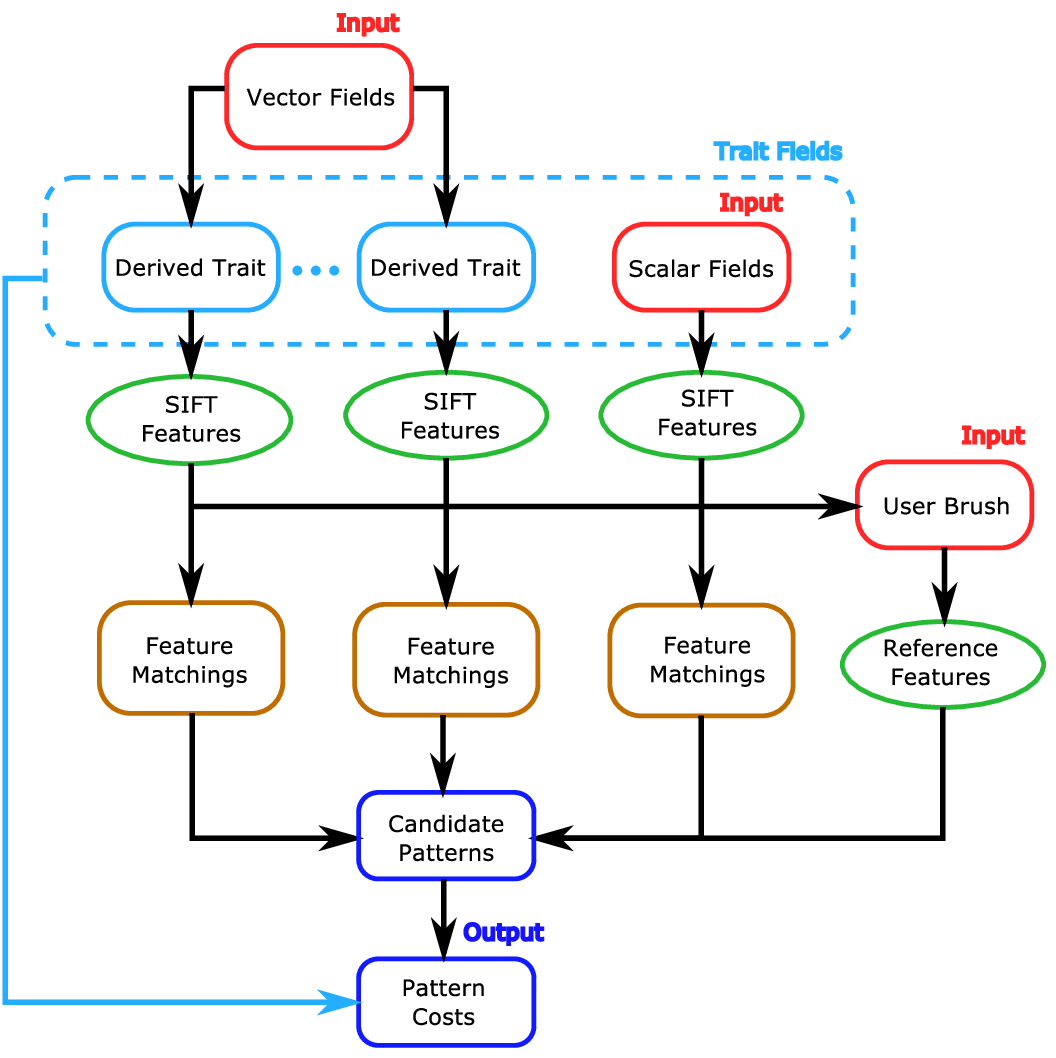 Input
Vector Fields
Trait Fields
Input
Derived Trait
Derived Trait
Scalar Fields
SIFT
Features
SIFT
Features
SIFT
Features
Input
User Brush
Feature
Matchings
Feature
Matchings
Feature
Matchings
Reference
Features
Candidate
Patterns
Output
Pattern
Costs